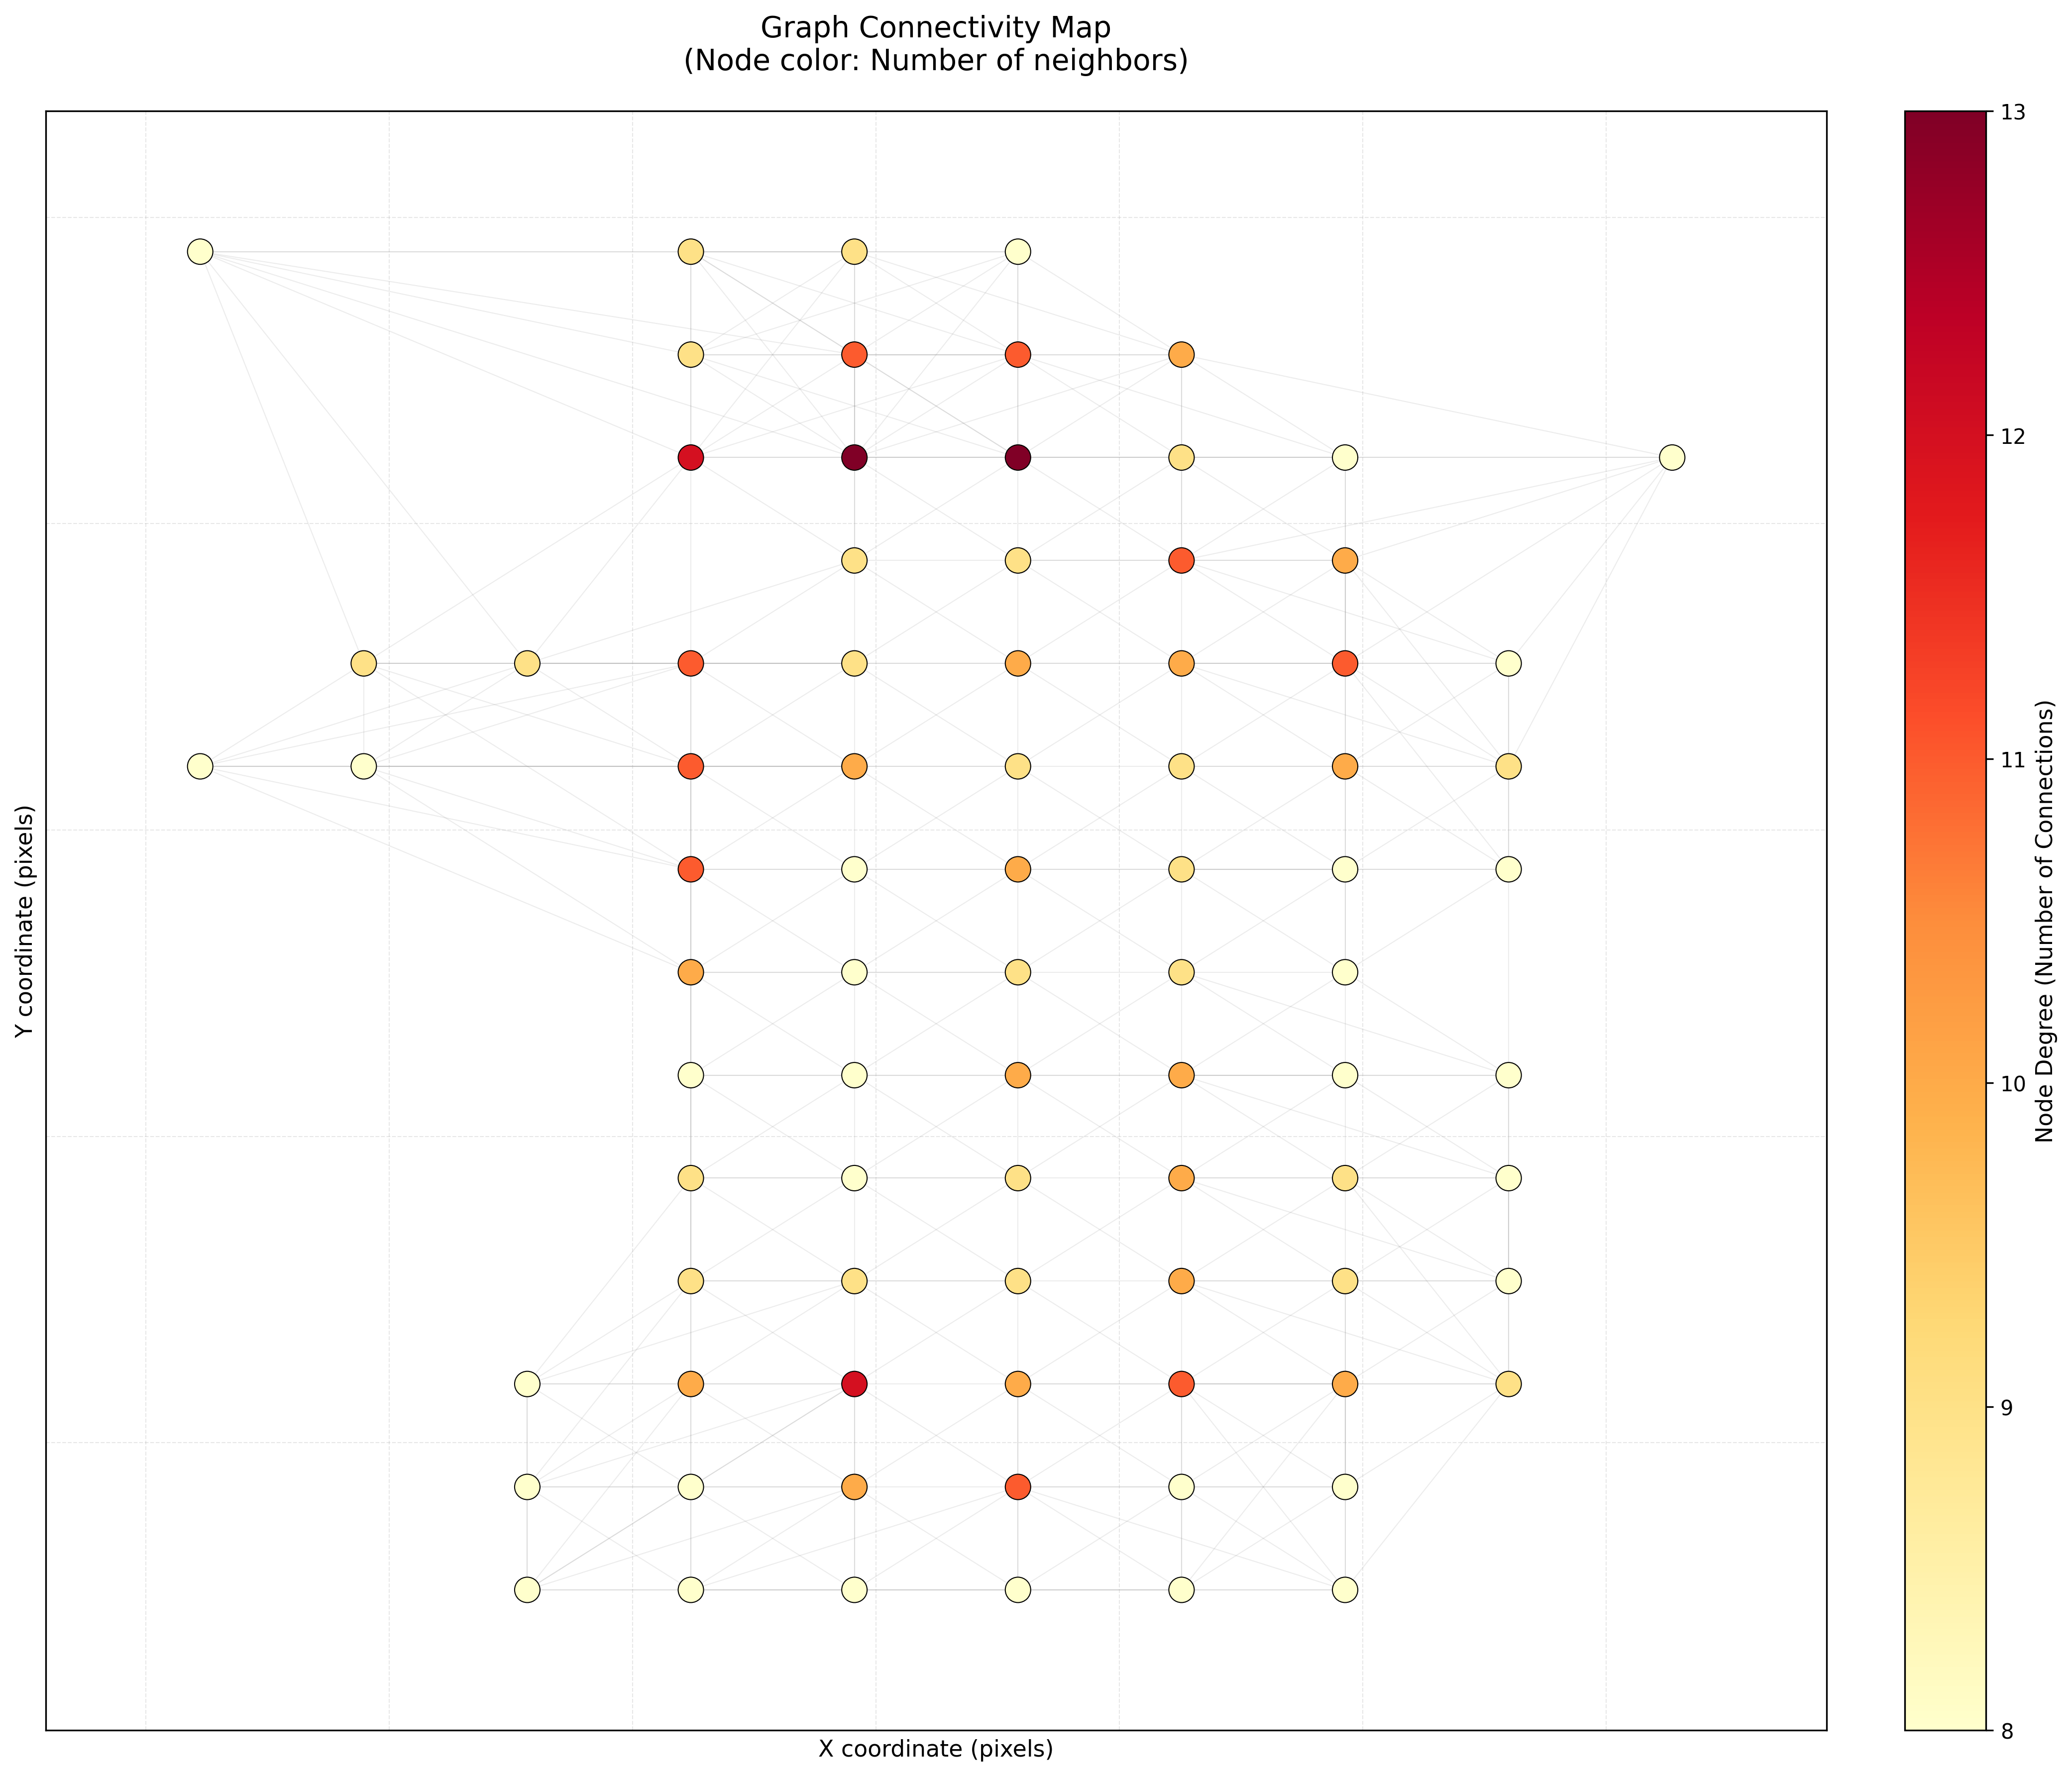 Graph Connectivity Map
(Node color: Number of neighbors)
Y coordinate (pixels)
X coordinate (pixels)
13
12
11
10
9
8
Node Degree (Number of Connections)